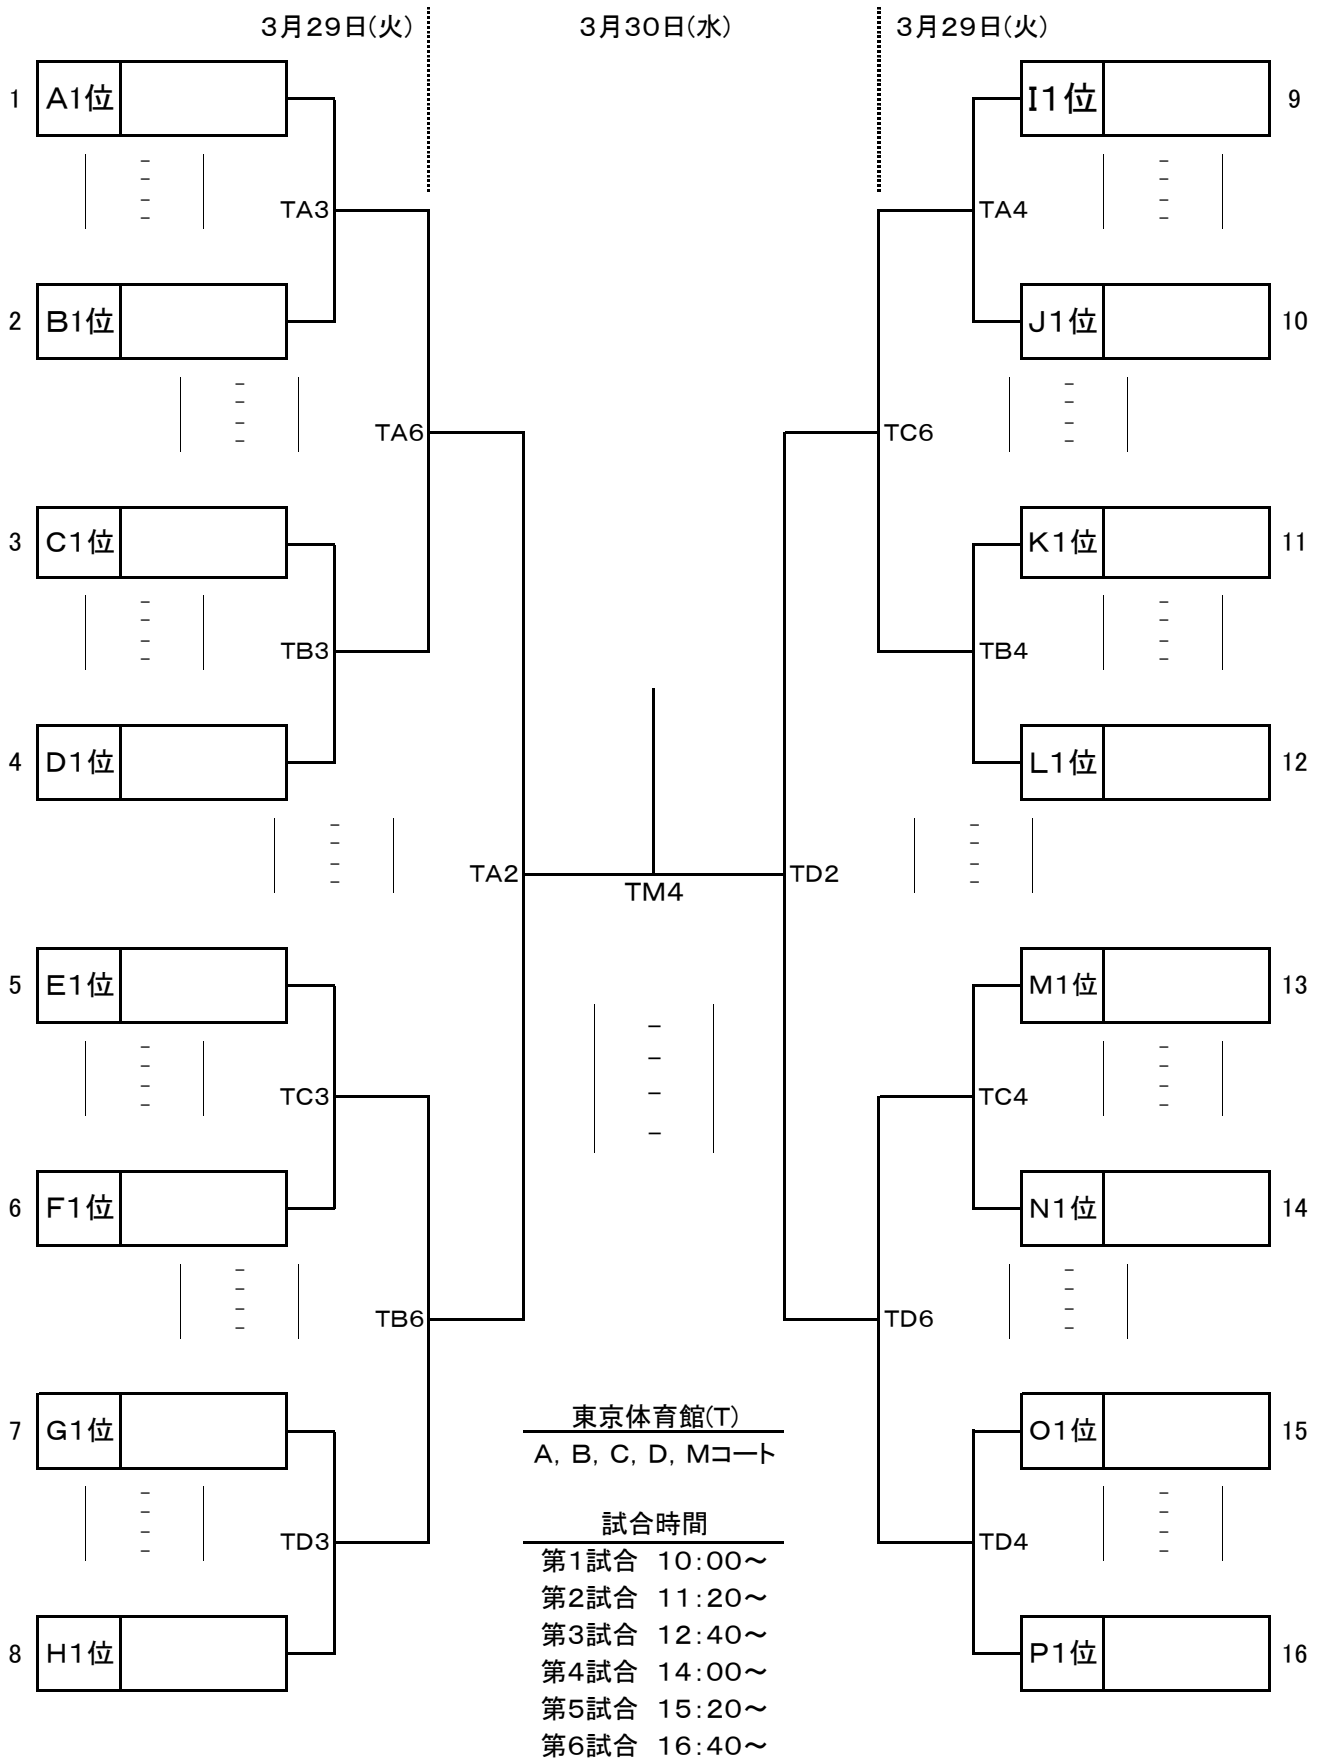 3月29日(火) 3月30日(水) 3月29日(火)
1 A1位 I1位 9
TA3 TA4
2 B1位 J1位 10
TA6 TC6
3 C1位 K1位 11
TB3 TB4
4 D1位 L1位 12
TA2 TD2
TM4
5 E1位 M1位 13
TC3 TC4
6 F1位 N1位 14
TB6 TD6
東京体育館(T)
7 G1位 O1位 15
A, B, C, D, Mコート
試合時間
TD3 TD4
第1試合 10:00～
第2試合 11:20～
第3試合 12:40～
8 H1位 P1位 16
第4試合 14:00～
第5試合 15:20～
第6試合 16:40～